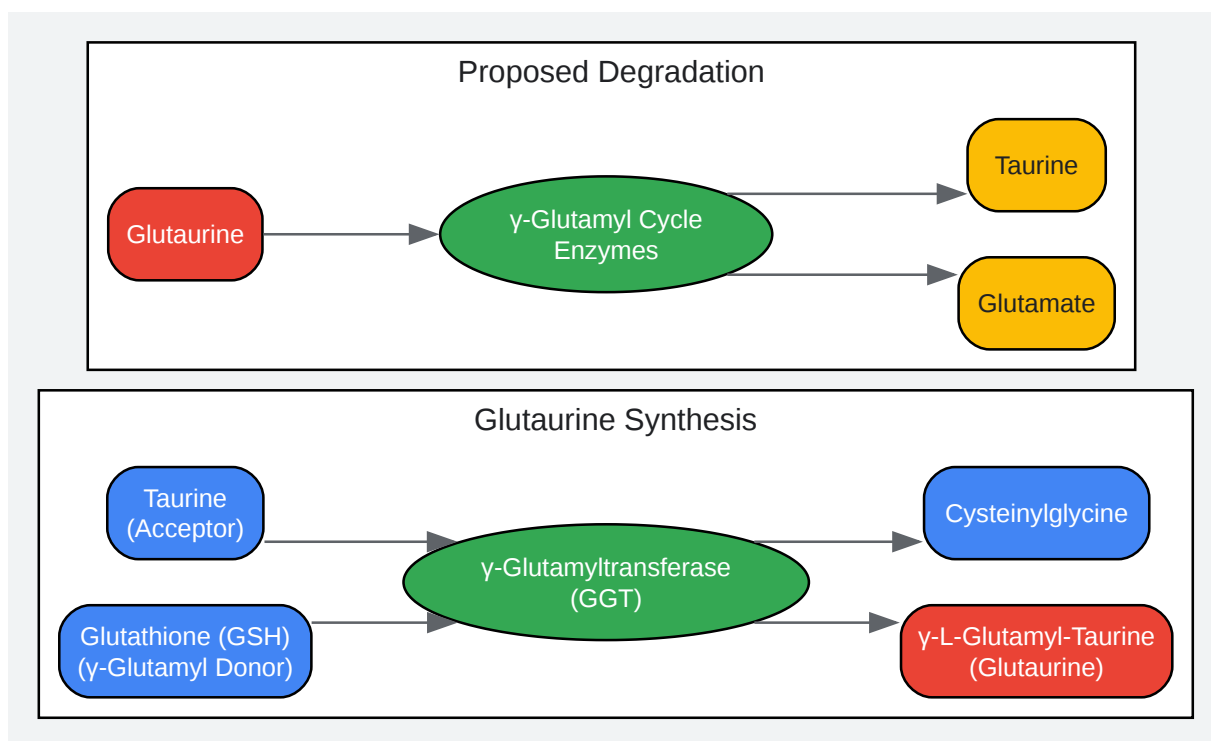 Proposed Degradation
Taurine
Glutaurine
γ-Glutamyl Cycle
Enzymes
Glutamate
Glutaurine Synthesis
Taurine
(Acceptor)
Cysteinylglycine
γ-Glutamyltransferase
(GGT)
Glutathione (GSH)
(γ-Glutamyl Donor)
γ-L-Glutamyl-Taurine
(Glutaurine)